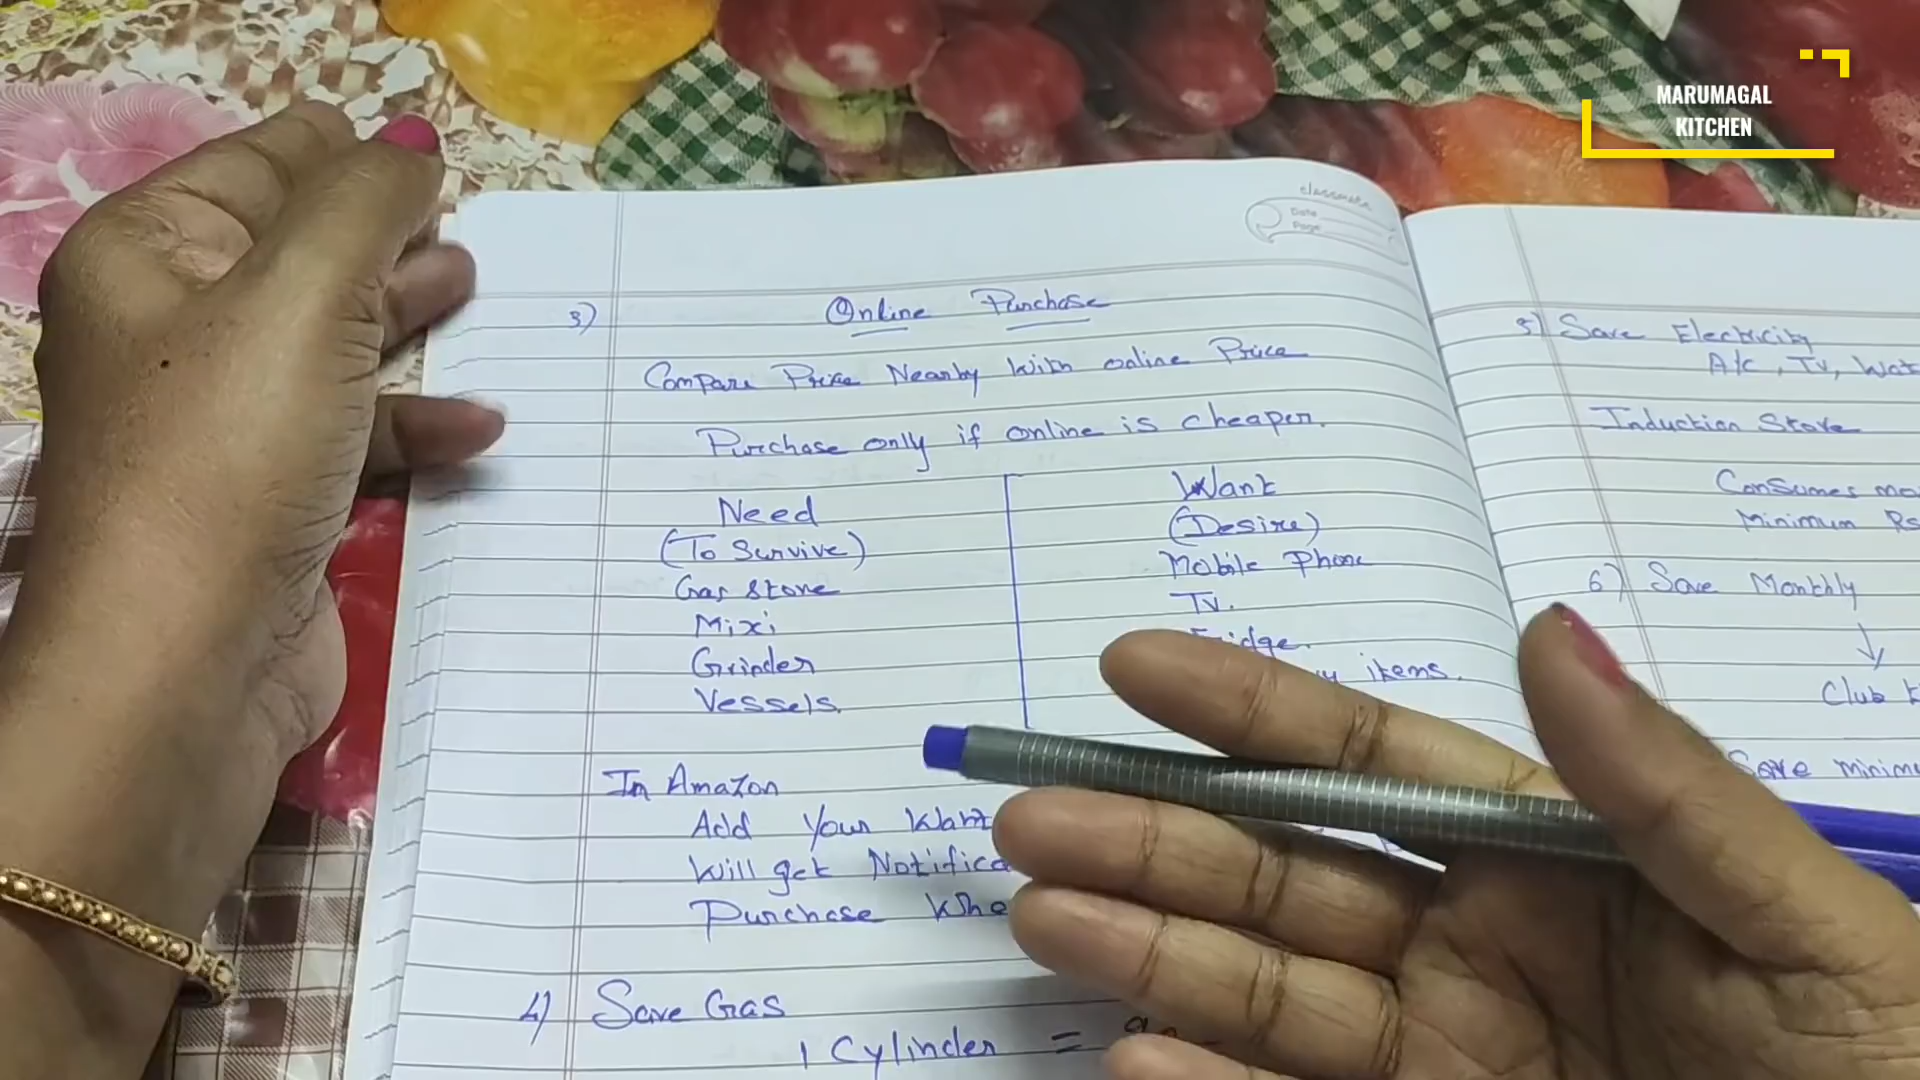 MARUMAGAL
KITCHEN
classmate
Date
Page
3) Online Purchase
Compare Price Nearby With online Price
Purchase only if online is cheaper.
Need
(To Survive)
Gas Stove
Mixi
Grinder
Vessels.
Want
(Desire)
Mobile Phone
Tv.
Fridge.
items.
In Amazon
Add Your Want
Will get
Purchase
4) Save Gas
1 Cylinder =
5) Save Electricity
A/c, Tv,
Induction Stove
Consumes
Minimum Rs
6) Save Monthly
Club
Save